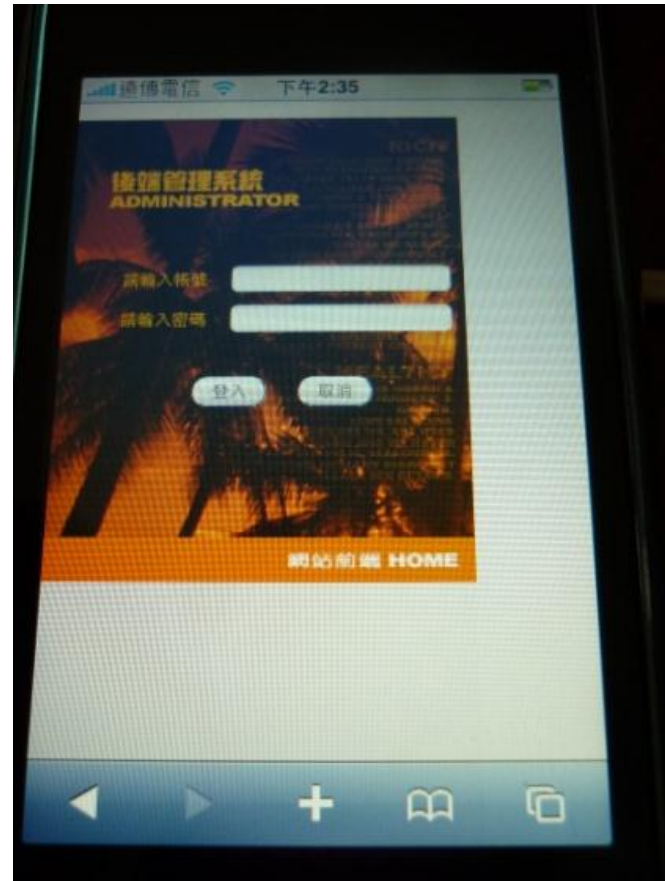 遠傳電信 下午2:35
後端管理系統
ADMINISTRATOR
請輸入帳號
請輸入密碼
登入 取消
網站前端 HOME